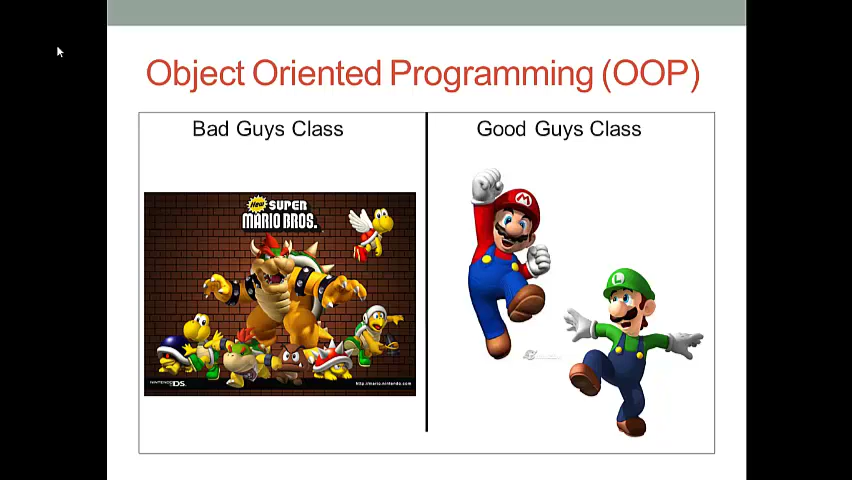 Object Oriented Programming (OOP)
Bad Guys Class
Good Guys Class
New SUPER
MARIO BROS.
M
L
NINTENDO DS
http://mario.nintendo.com